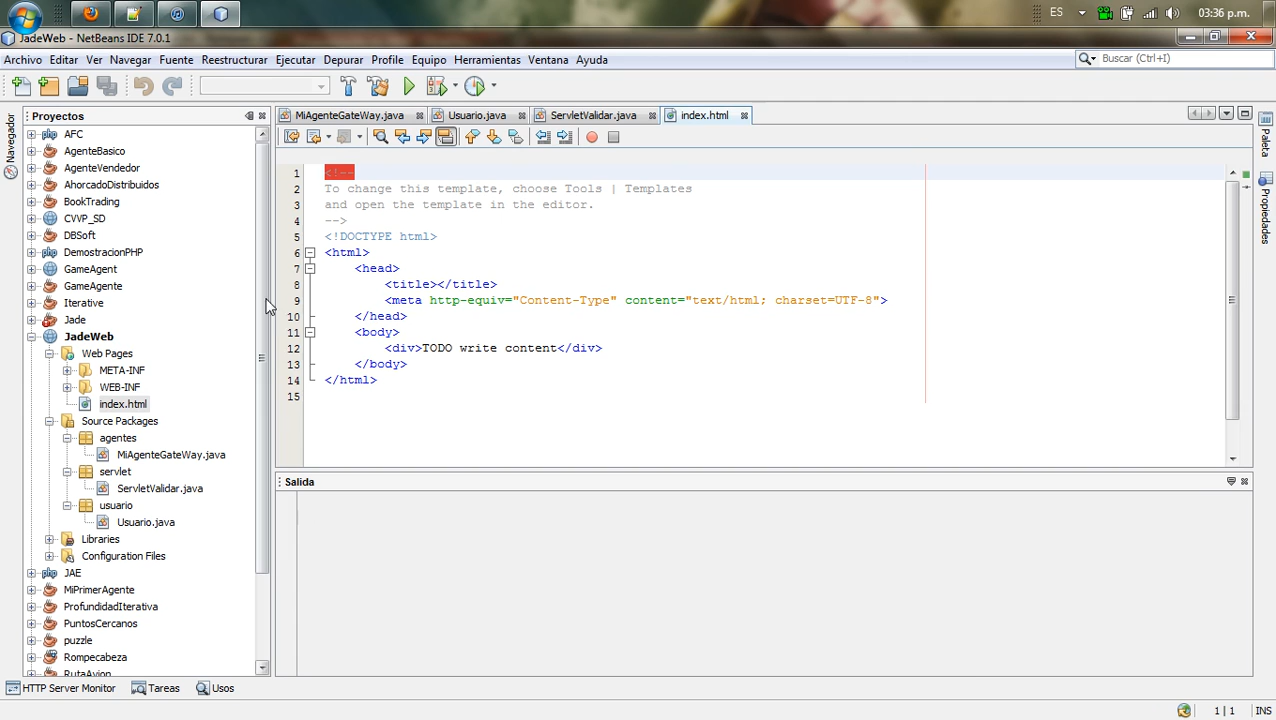 ES
03:36 p.m.
JadeWeb - NetBeans IDE 7.0.1
Archivo Editar Ver Navegar Fuente Reestructurar Ejecutar Depurar Profile Equipo Herramientas Ventana Ayuda
Buscar (Ctrl+I)
Navegador
Proyectos
AFC
AgenteBasico
AgenteVendedor
AhorcadoDistribuidos
BookTrading
CVVP_SD
DBSoft
DemostracionPHP
GameAgent
GameAgente
Iterative
Jade
JadeWeb
Web Pages
META-INF
WEB-INF
index.html
Source Packages
agentes
MiAgenteGateWay.java
servlet
ServletValidar.java
usuario
Usuario.java
Libraries
Configuration Files
JAE
MiPrimerAgente
ProfundidadIterativa
PuntosCercanos
puzzle
Rompecabeza
RutaAvion
MiAgenteGateWay.java Usuario.java ServletValidar.java index.html
1 <!--
2 To change this template, choose Tools | Templates
3 and open the template in the editor.
4 -->
5 <!DOCTYPE html>
6 <html>
7 <head>
8 <title></title>
9 <meta http-equiv="Content-Type" content="text/html; charset=UTF-8">
10 </head>
11 <body>
12 <div>TODO write content</div>
13 </body>
14 </html>
15
Salida
Paleta
Propiedades
HTTP Server Monitor Tareas Usos
1 | 1 INS